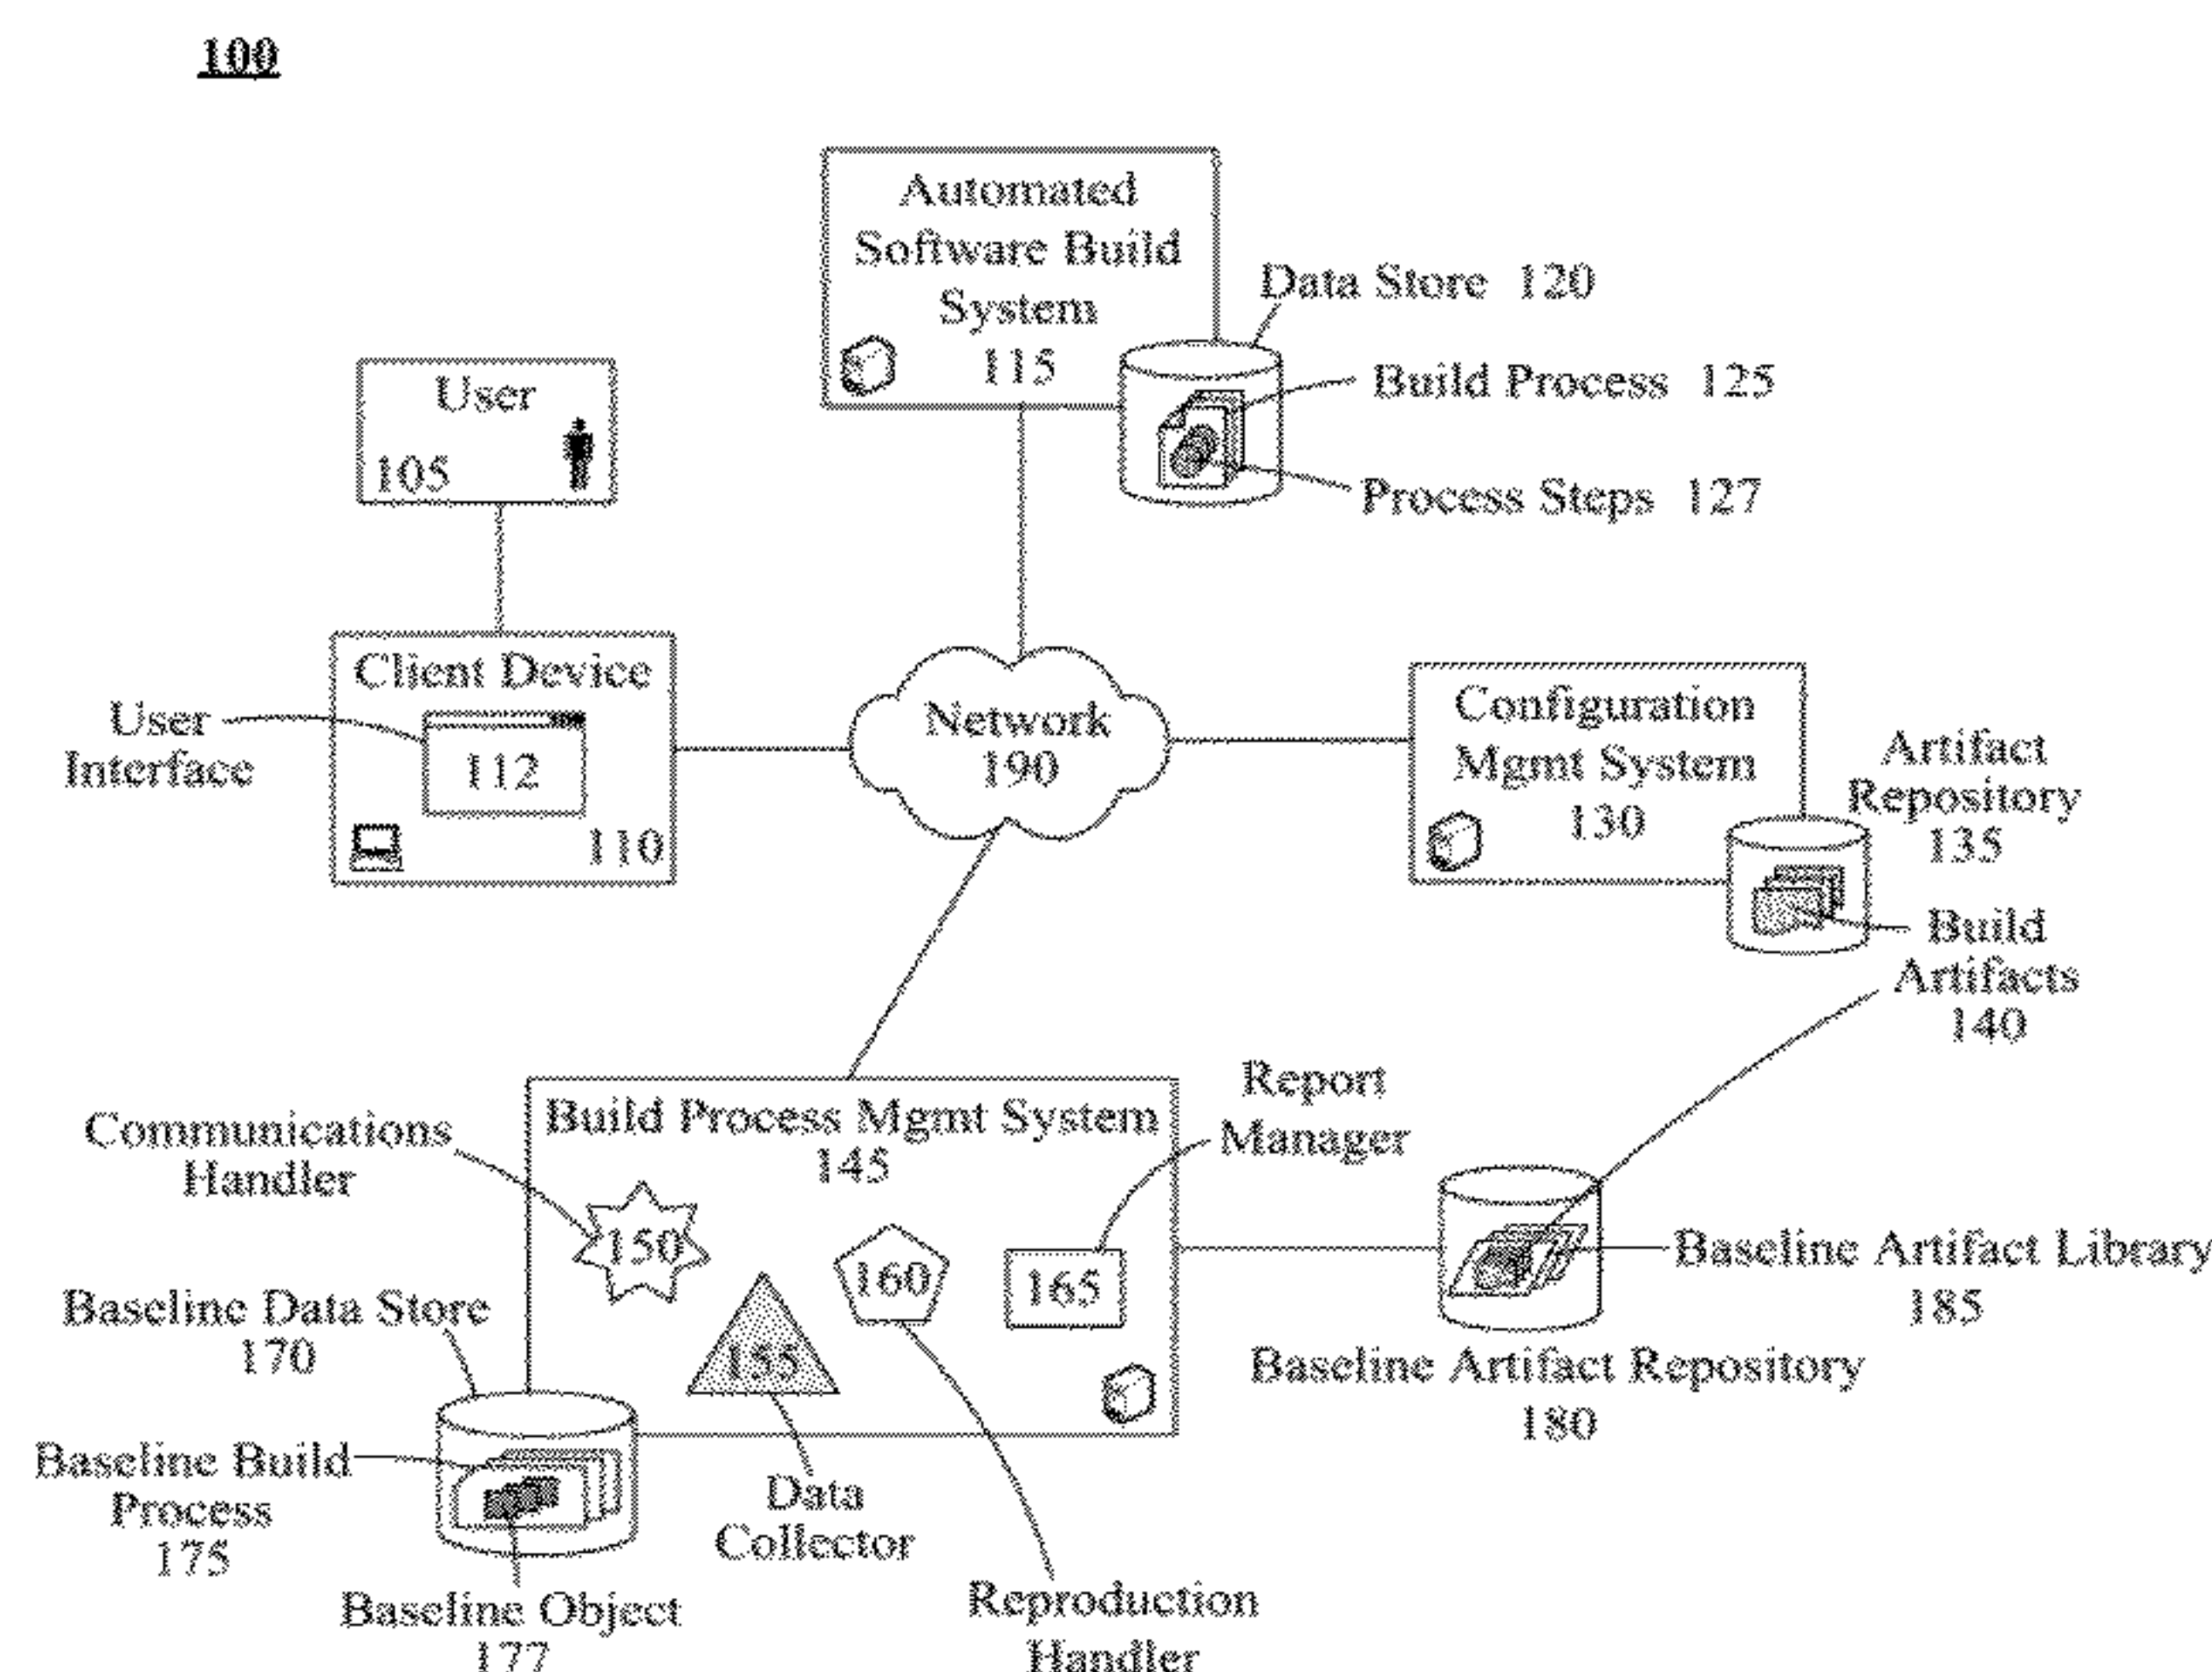 100
Automated
Software Build
System
115
Data Store 120
Build Process 125
Process Steps 127
User
105
Client Device
User
Interface
112
110
Network
190
Configuration
Mgmt System
130
Artifact
Repository
135
Build
Artifacts
140
Build Process Mgmt System
145
Report
Manager
Communications
Handler
150
155
160
165
Baseline Data Store
170
Baseline Artifact Library
185
Baseline Artifact Repository
180
Baseline Build
Process
175
Data
Collector
Baseline Object
177
Reproduction
Handler